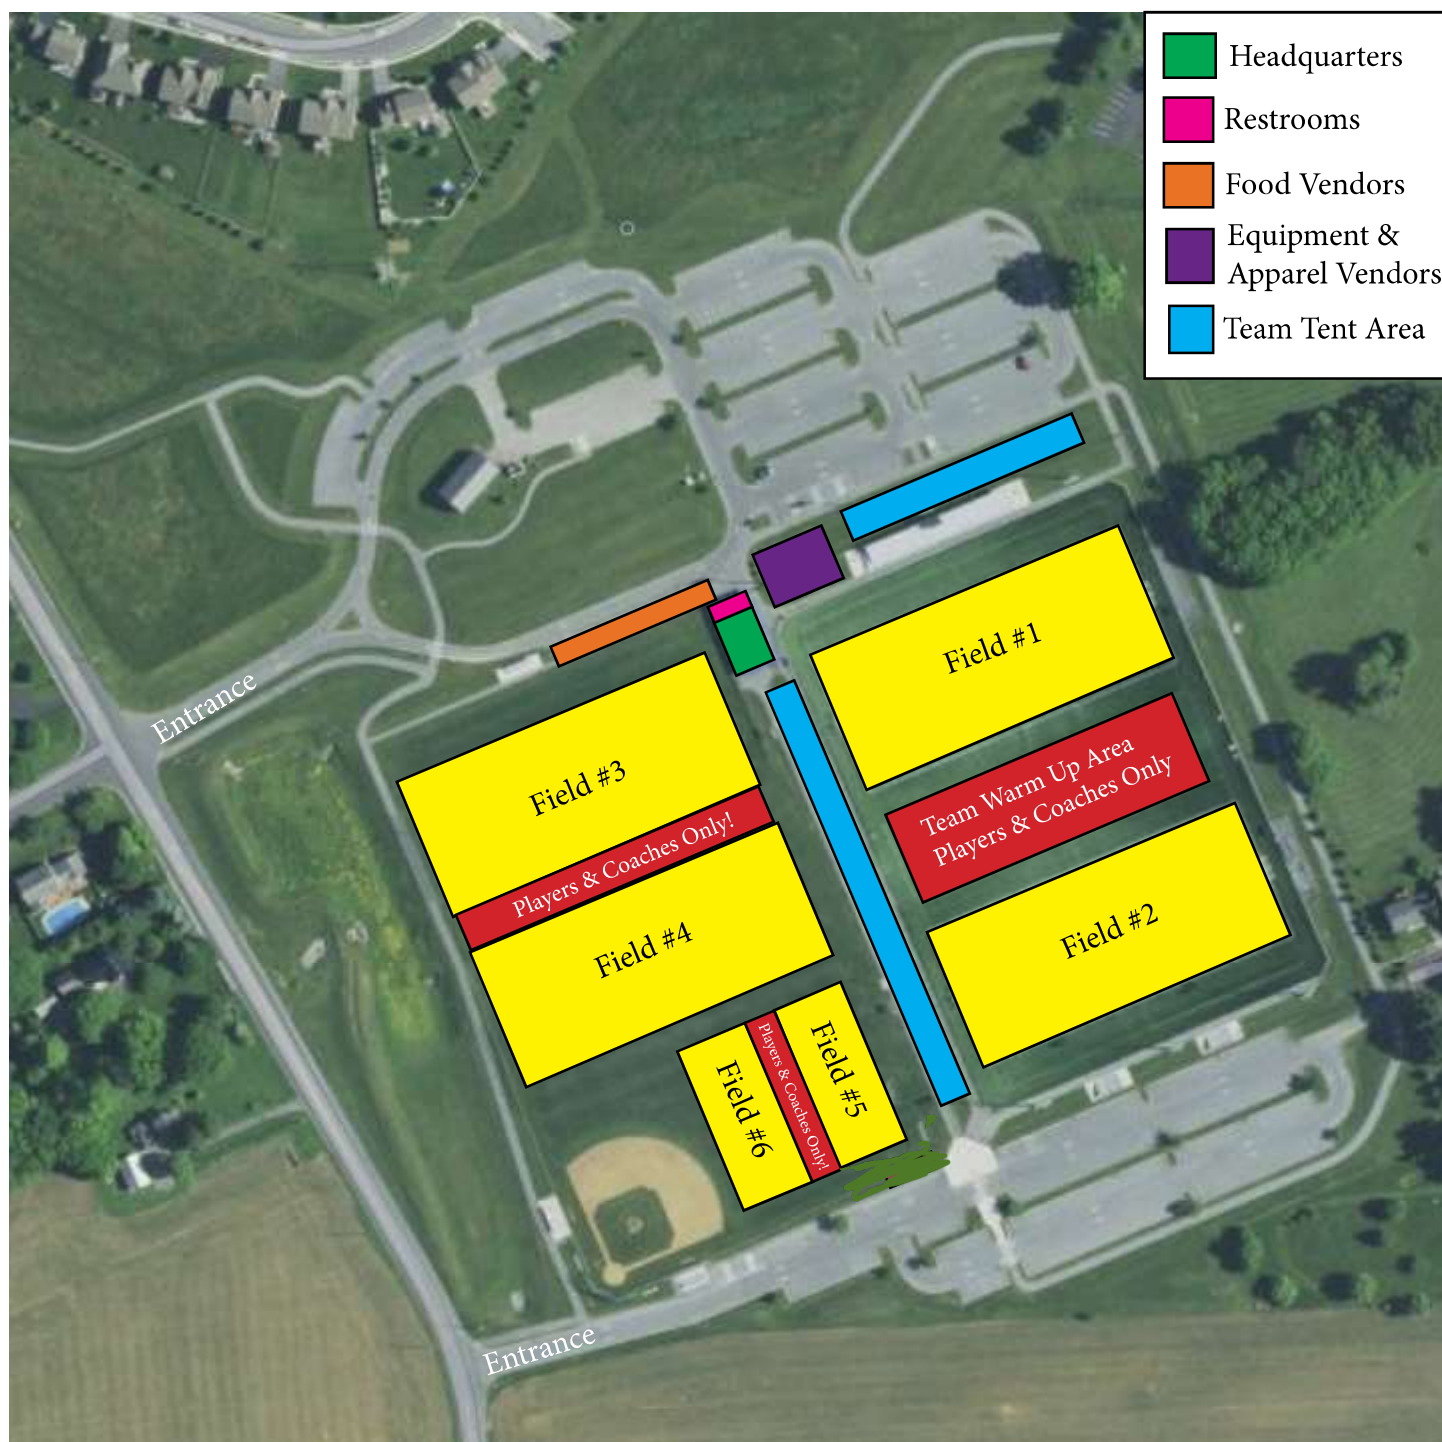 Headquarters
Restrooms
Food Vendors
Equipment &
Apparel Vendors
Team Tent Area
Entrance
Field #1
Field #3
Team Warm Up Area
Players & Coaches Only
Players & Coaches Only!
Field #4
Field #2
Field #6
Players & Coaches Only!
Field #5
Entrance